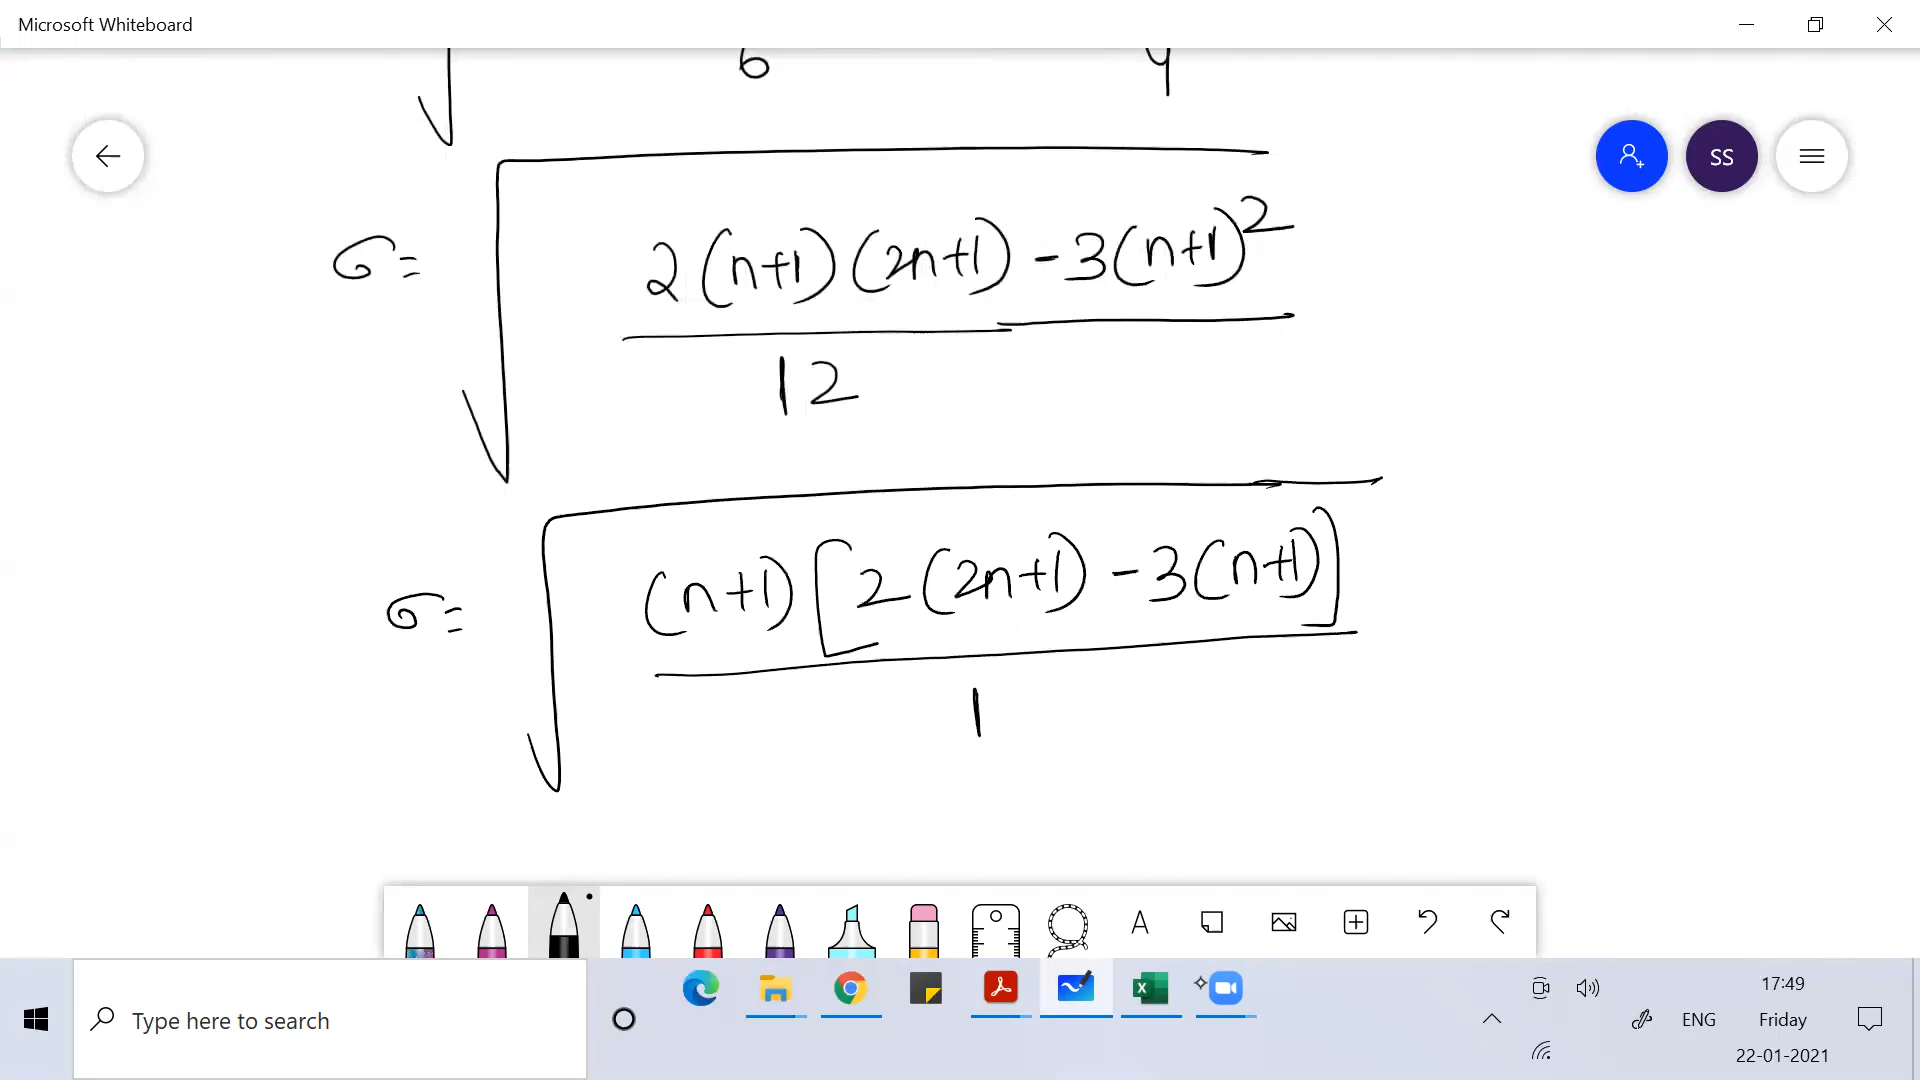 Microsoft Whiteboard
6 4
SS
σ = √ 2(n+1)(2n+1) - 3(n+1)²
12
σ = √ (n+1)[2(2n+1) - 3(n+1)]
1
A
Type here to search
17:49
ENG Friday
22-01-2021